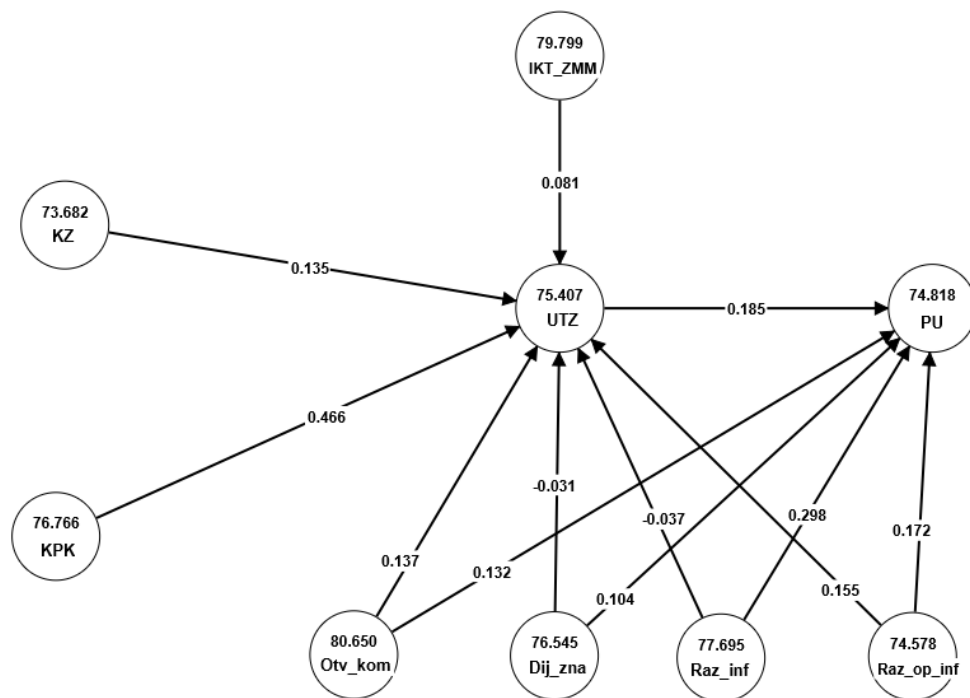 79.799
IKT_ZMM
0.081
73.682
KZ
0.135
75.407
UTZ
0.185
74.818
PU
0.466
76.766
KPK
-0.031
-0.037
0.298
0.172
0.137
0.132
0.104
0.155
80.650
Otv_kom
76.545
Dij_zna
77.695
Raz_inf
74.578
Raz_op_inf